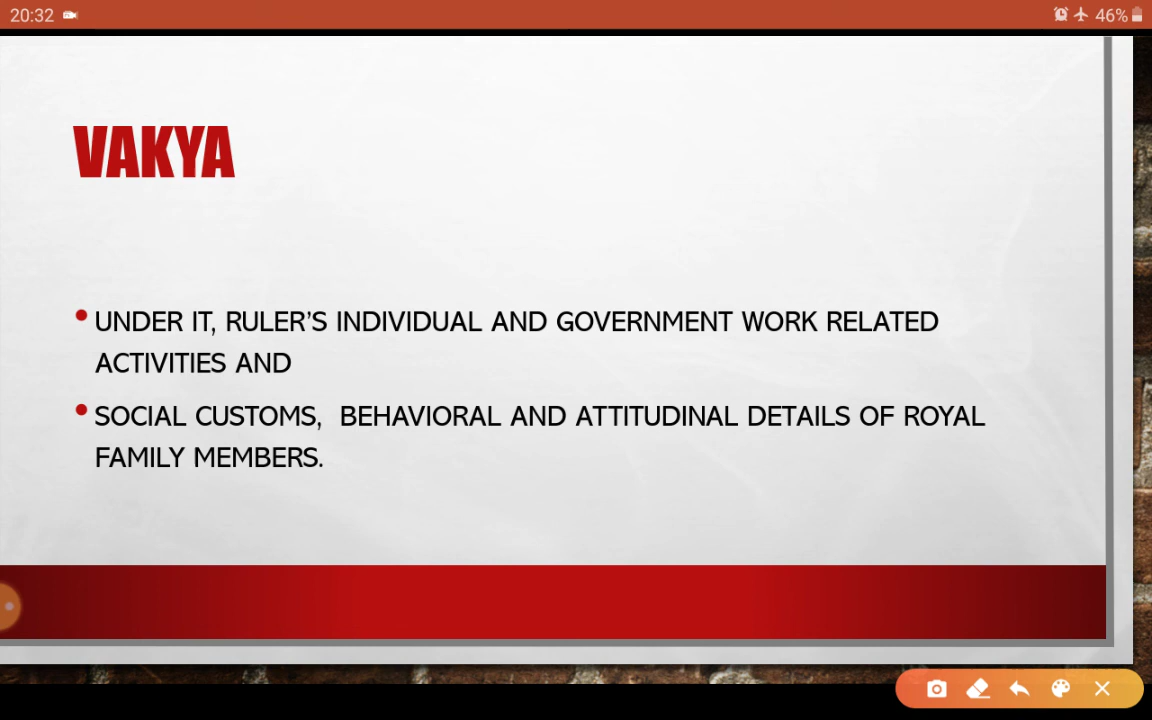 20:32
46%
VAKYA
• UNDER IT, RULER’S INDIVIDUAL AND GOVERNMENT WORK RELATED
ACTIVITIES AND
• SOCIAL CUSTOMS,  BEHAVIORAL AND ATTITUDINAL DETAILS OF ROYAL
FAMILY MEMBERS.